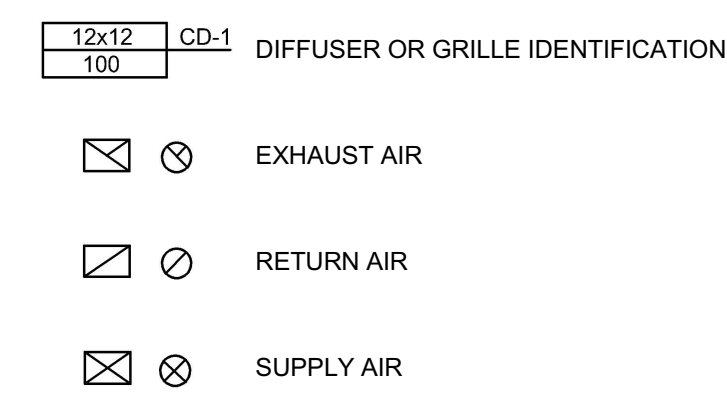 12x12 CD-1
100
DIFFUSER OR GRILLE IDENTIFICATION
EXHAUST AIR
RETURN AIR
SUPPLY AIR